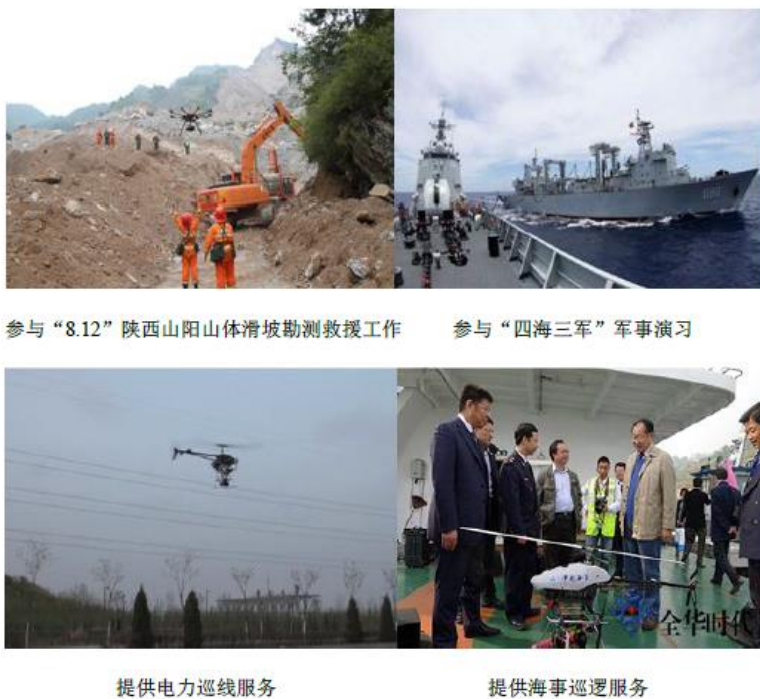 参与“8.12”陕西山阳山体滑坡勘测救援工作
参与“四海三军”军事演习
全华时代
提供电力巡线服务
提供海事巡逻服务